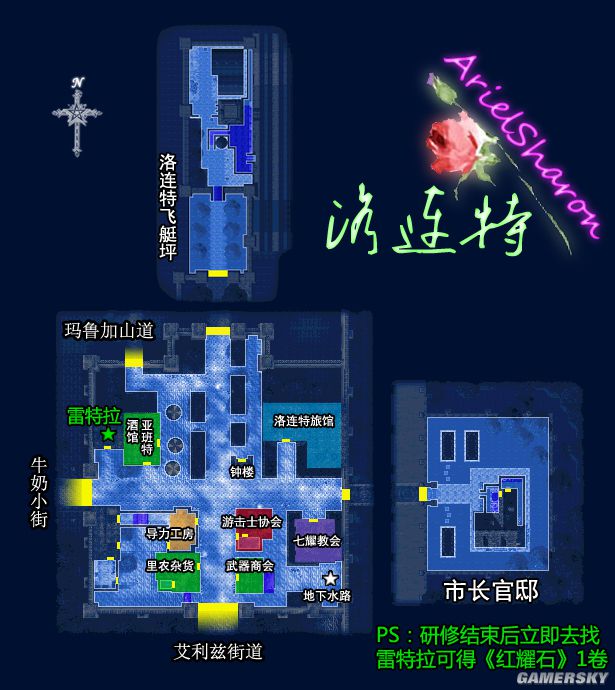 N
ArielSharon
洛连特
洛连特飞艇坪
玛鲁加山道
雷特拉
酒馆
亚班特
洛连特旅馆
牛奶小街
钟楼
导力工房
游击士协会
七耀教会
里农杂货
武器商会
地下水路
市长官邸
艾利兹街道
PS：研修结束后立即去找
雷特拉可得《红耀石》1卷
GAMERSKY